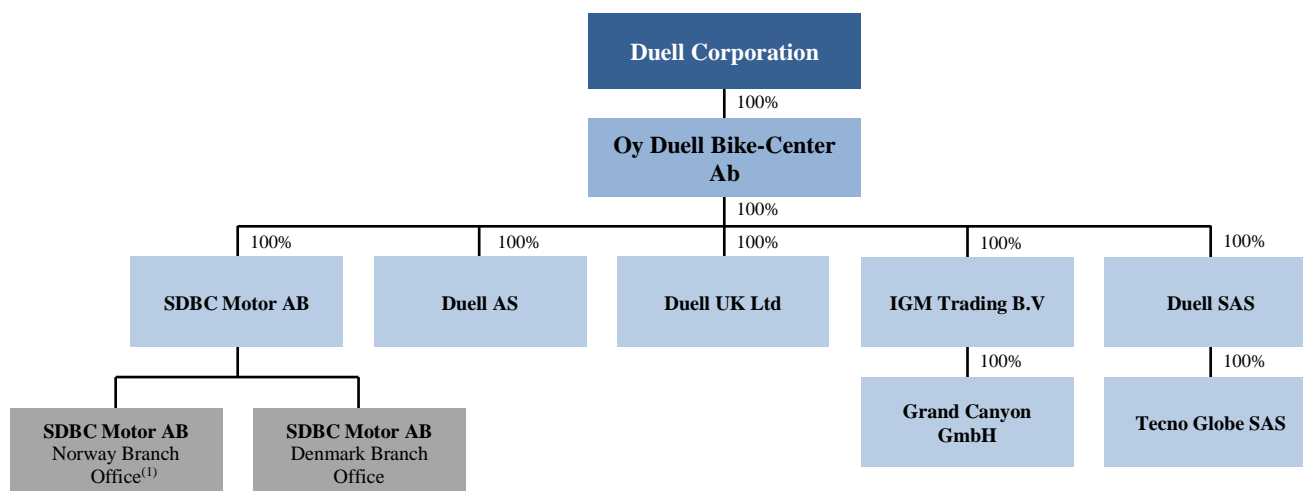 Duell Corporation
100%
Oy Duell Bike-Center
Ab
100%
100%
100%
100%
100%
100%
SDBC Motor AB
Duell AS
Duell UK Ltd
IGM Trading B.V
Duell SAS
100%
100%
SDBC Motor AB
Norway Branch
Office(1)
SDBC Motor AB
Denmark Branch
Office
Grand Canyon
GmbH
Tecno Globe SAS